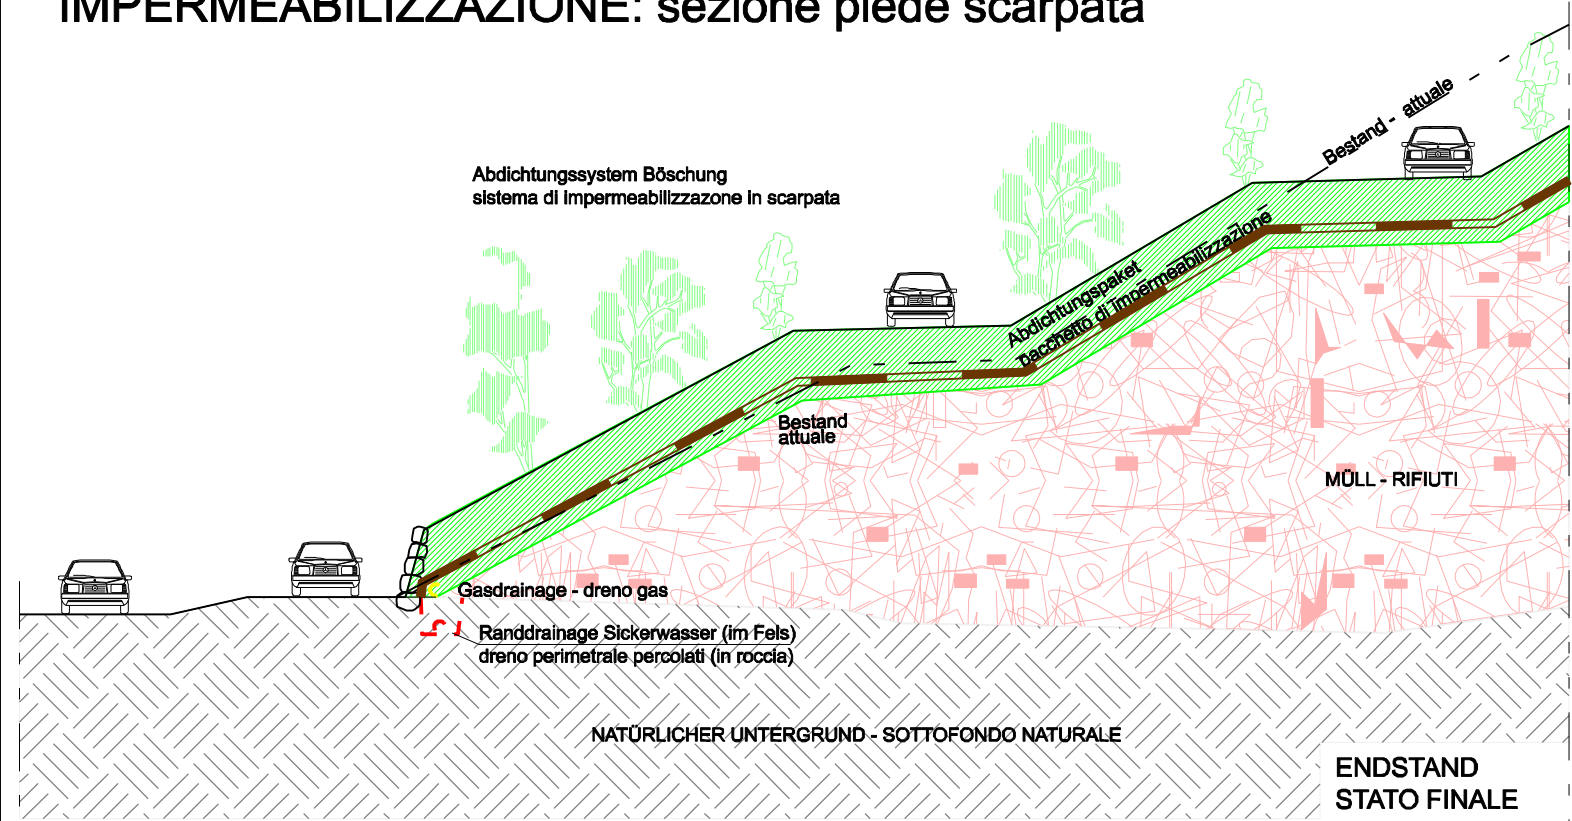 IMPERMEABILIZZAZIONE: sezione piede scarpata
Bestand - attuale
Abdichtungssystem Böschung
sistema di impermeabilizzazone in scarpata
Abdichtungspaket
pacchetto di impermeabilizzazione
Bestand
attuale
MÜLL - RIFIUTI
Gasdrainage - dreno gas
Randdrainage Sickerwasser (im Fels)
dreno perimetrale percolati (in roccia)
NATÜRLICHER UNTERGRUND - SOTTOFONDO NATURALE
ENDSTAND
STATO FINALE